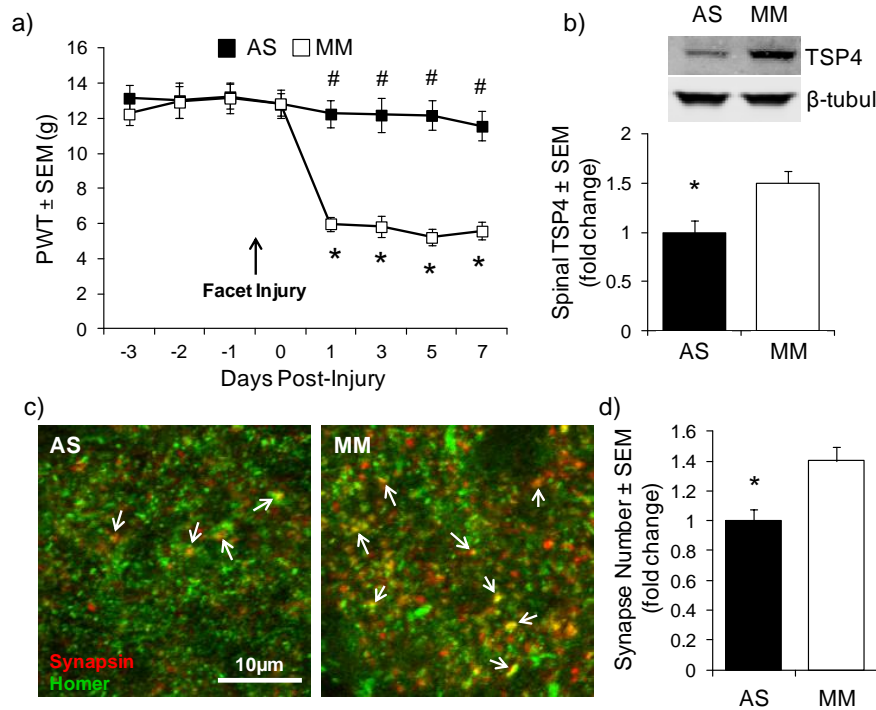 a)
AS MM
PWT ± SEM (g)
16
14
12
10
8
6
4
2
0
# # # #
* * * *
Facet Injury
-3 -2 -1 0 1 3 5 7
Days Post-Injury
b)
AS MM
TSP4
β-tubul
Spinal TSP4 ± SEM
(fold change)
2
1.5
1
0.5
0
*
AS MM
c)
AS
Synapsin
Homer
10μm
MM
d)
Synapse Number ± SEM
(fold change)
1.6
1.4
1.2
1
0.8
0.6
0.4
0.2
0
*
AS MM